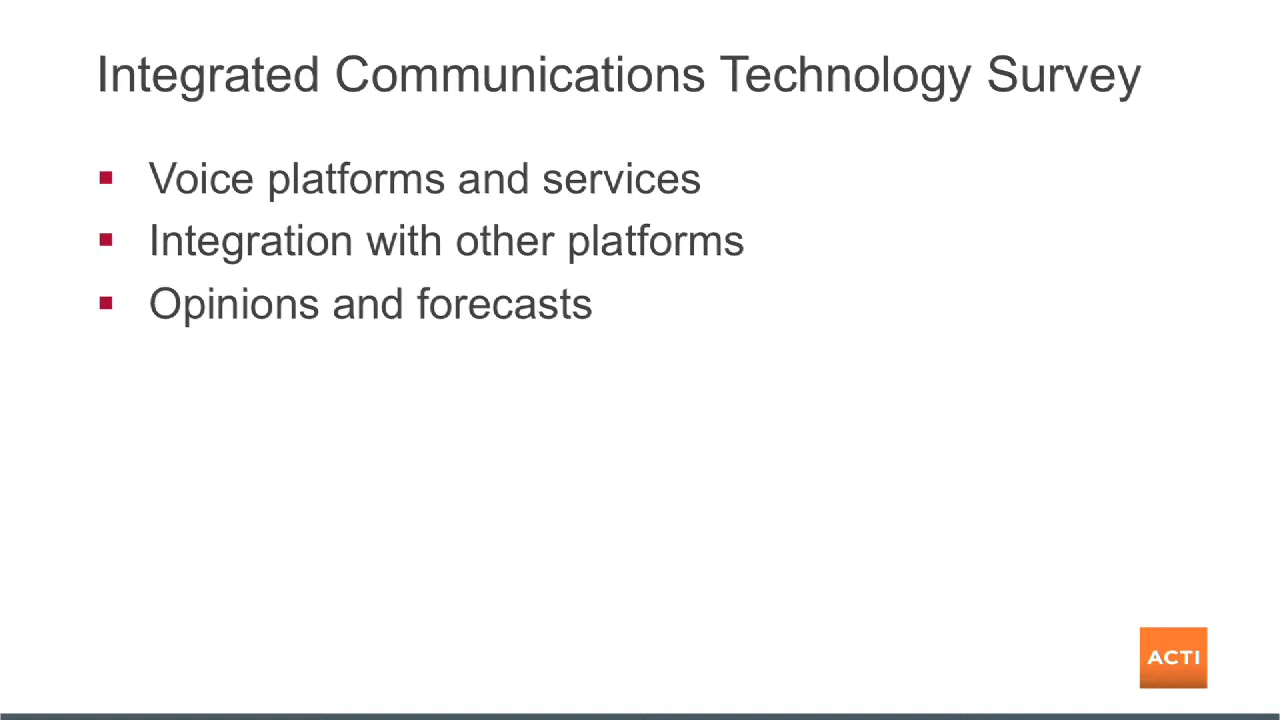 Integrated Communications Technology Survey
Voice platforms and services
Integration with other platforms
Opinions and forecasts
ACTI